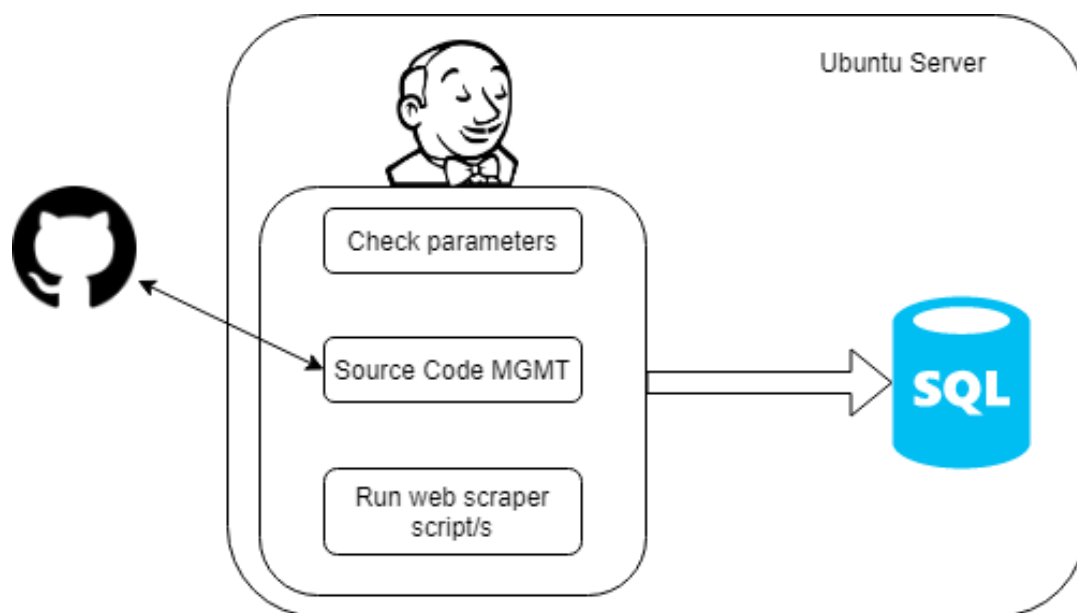 Ubuntu Server
Check parameters
Source Code MGMT
SQL
Run web scraper
script/s